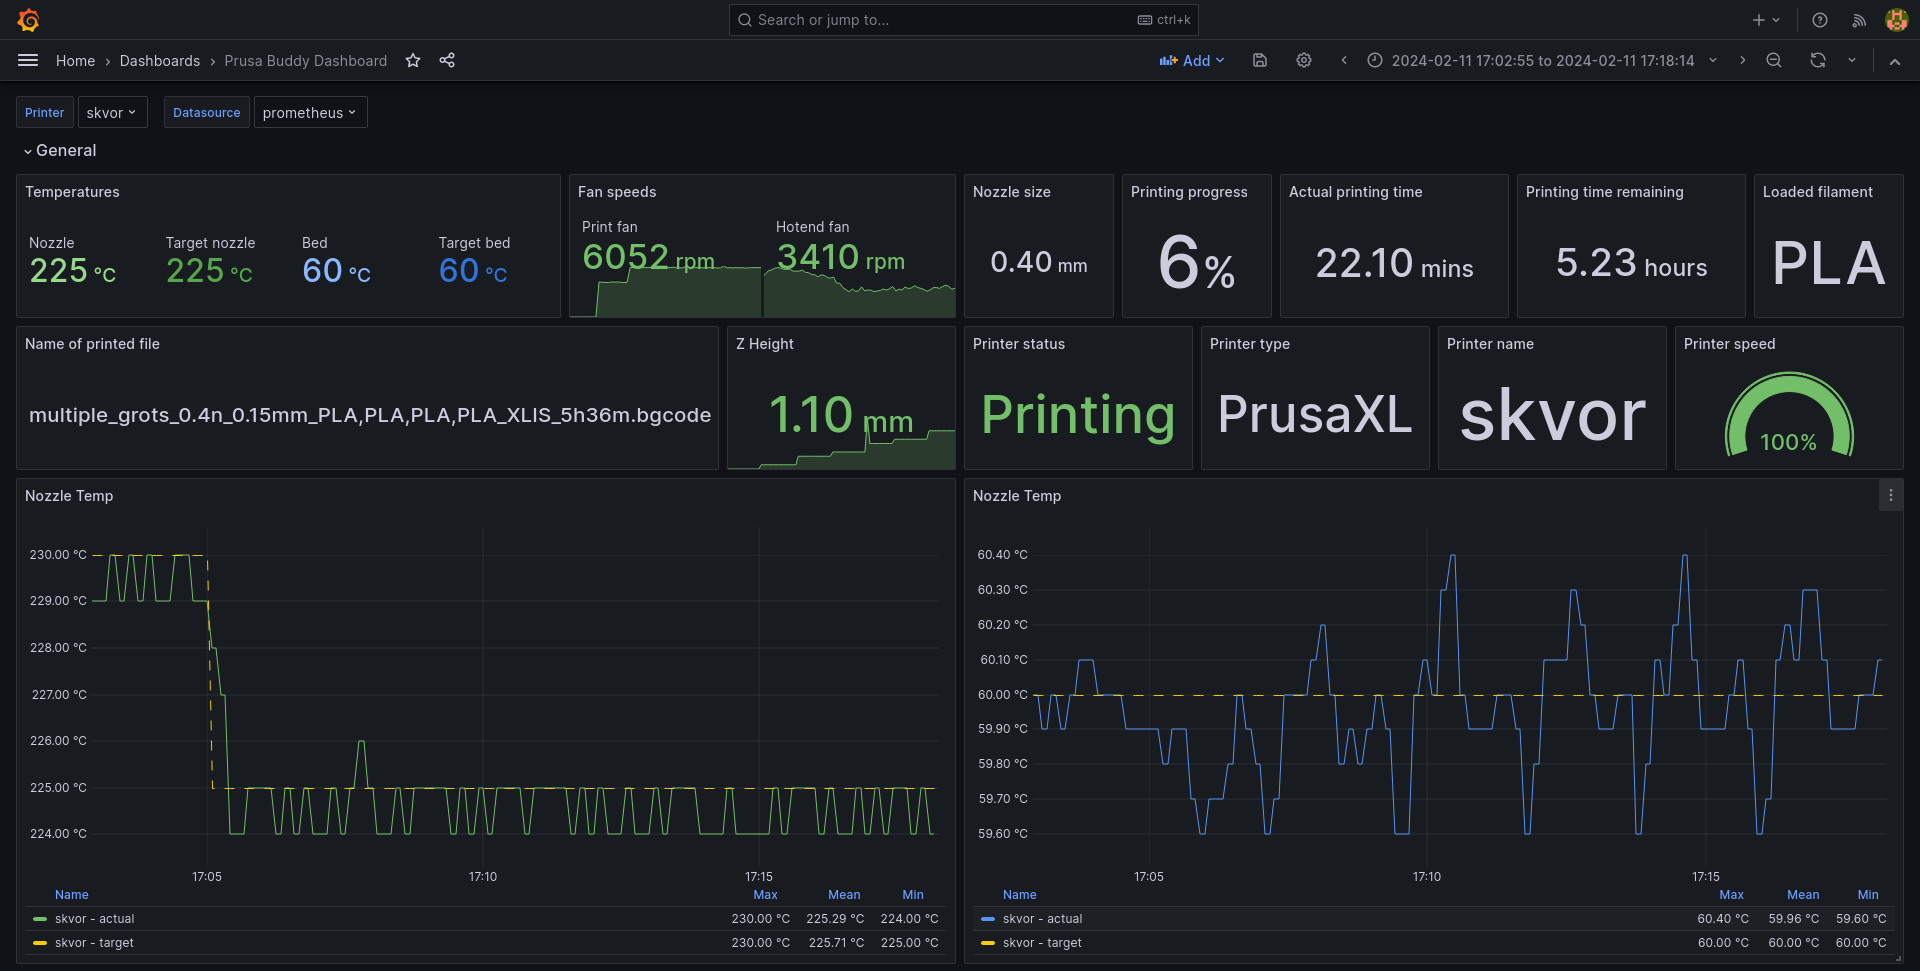 Search or jump to...
ctrl+k
Home › Dashboards › Prusa Buddy Dashboard
Add
2024-02-11 17:02:55 to 2024-02-11 17:18:14
Printer
skvor
Datasource
prometheus
General
Temperatures
Nozzle
225 °C
Target nozzle
225 °C
Bed
60 °C
Target bed
60 °C
Fan speeds
Print fan
6052 rpm
Hotend fan
3410 rpm
Nozzle size
0.40 mm
Printing progress
6%
Actual printing time
22.10 mins
Printing time remaining
5.23 hours
Loaded filament
PLA
Name of printed file
multiple_grots_0.4n_0.15mm_PLA,PLA,PLA,PLA_XLIS_5h36m.bgcode
Z Height
1.10 mm
Printer status
Printing
Printer type
PrusaXL
Printer name
skvor
Printer speed
100%
Nozzle Temp
230.00 °C
229.00 °C
228.00 °C
227.00 °C
226.00 °C
225.00 °C
224.00 °C
17:05
17:10
17:15
Name Max Mean Min
skvor - actual 230.00 °C 225.29 °C 224.00 °C
skvor - target 230.00 °C 225.71 °C 225.00 °C
Nozzle Temp
60.40 °C
60.30 °C
60.20 °C
60.10 °C
60.00 °C
59.90 °C
59.80 °C
59.70 °C
59.60 °C
17:05
17:10
17:15
Name Max Mean Min
skvor - actual 60.40 °C 59.96 °C 59.60 °C
skvor - target 60.00 °C 60.00 °C 60.00 °C